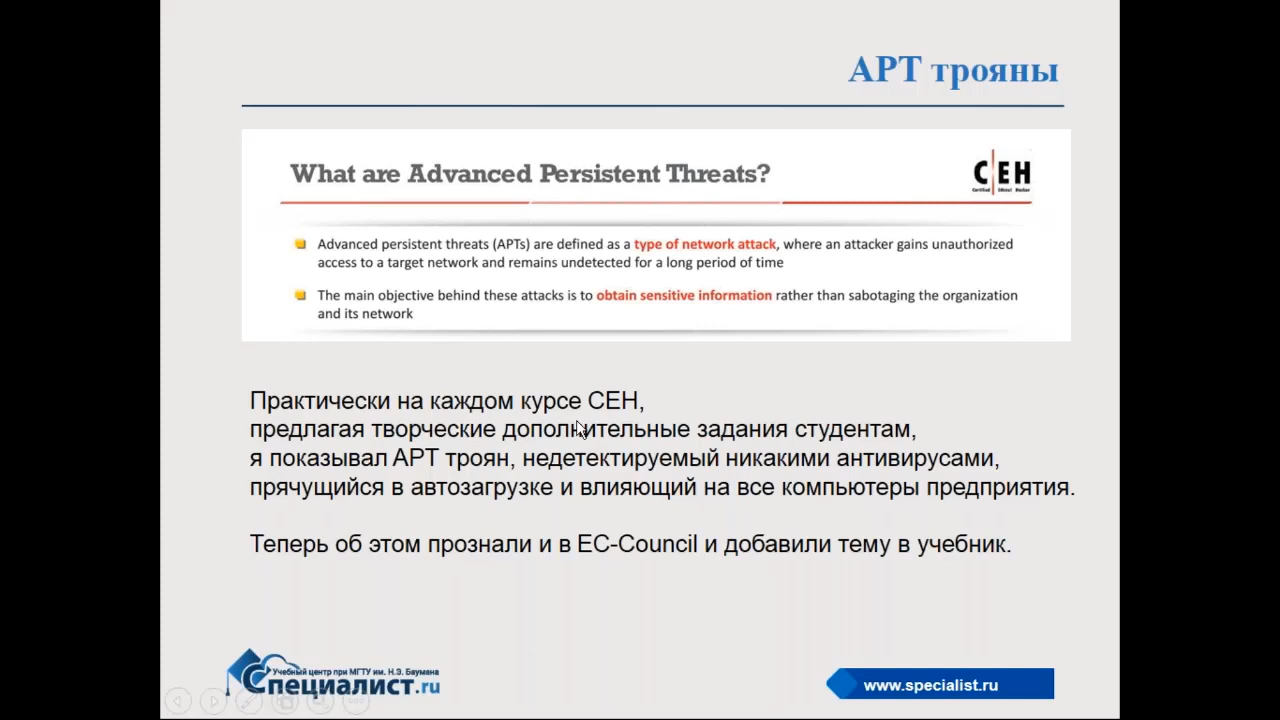 APT трояны
What are Advanced Persistent Threats?
C|EH
Certified Ethical Hacker
Advanced persistent threats (APTs) are defined as a type of network attack, where an attacker gains unauthorized
access to a target network and remains undetected for a long period of time
The main objective behind these attacks is to obtain sensitive information rather than sabotaging the organization
and its network
Практически на каждом курсе CEH,
предлагая творческие дополнительные задания студентам,
я показывал APT троян, недетектируемый никакими антивирусами,
прячущийся в автозагрузке и влияющий на все компьютеры предприятия.
Теперь об этом прознали и в EC-Council и добавили тему в учебник.
Учебный центр при МГТУ им. Н.Э. Баумана
Специалист.ru
www.specialist.ru